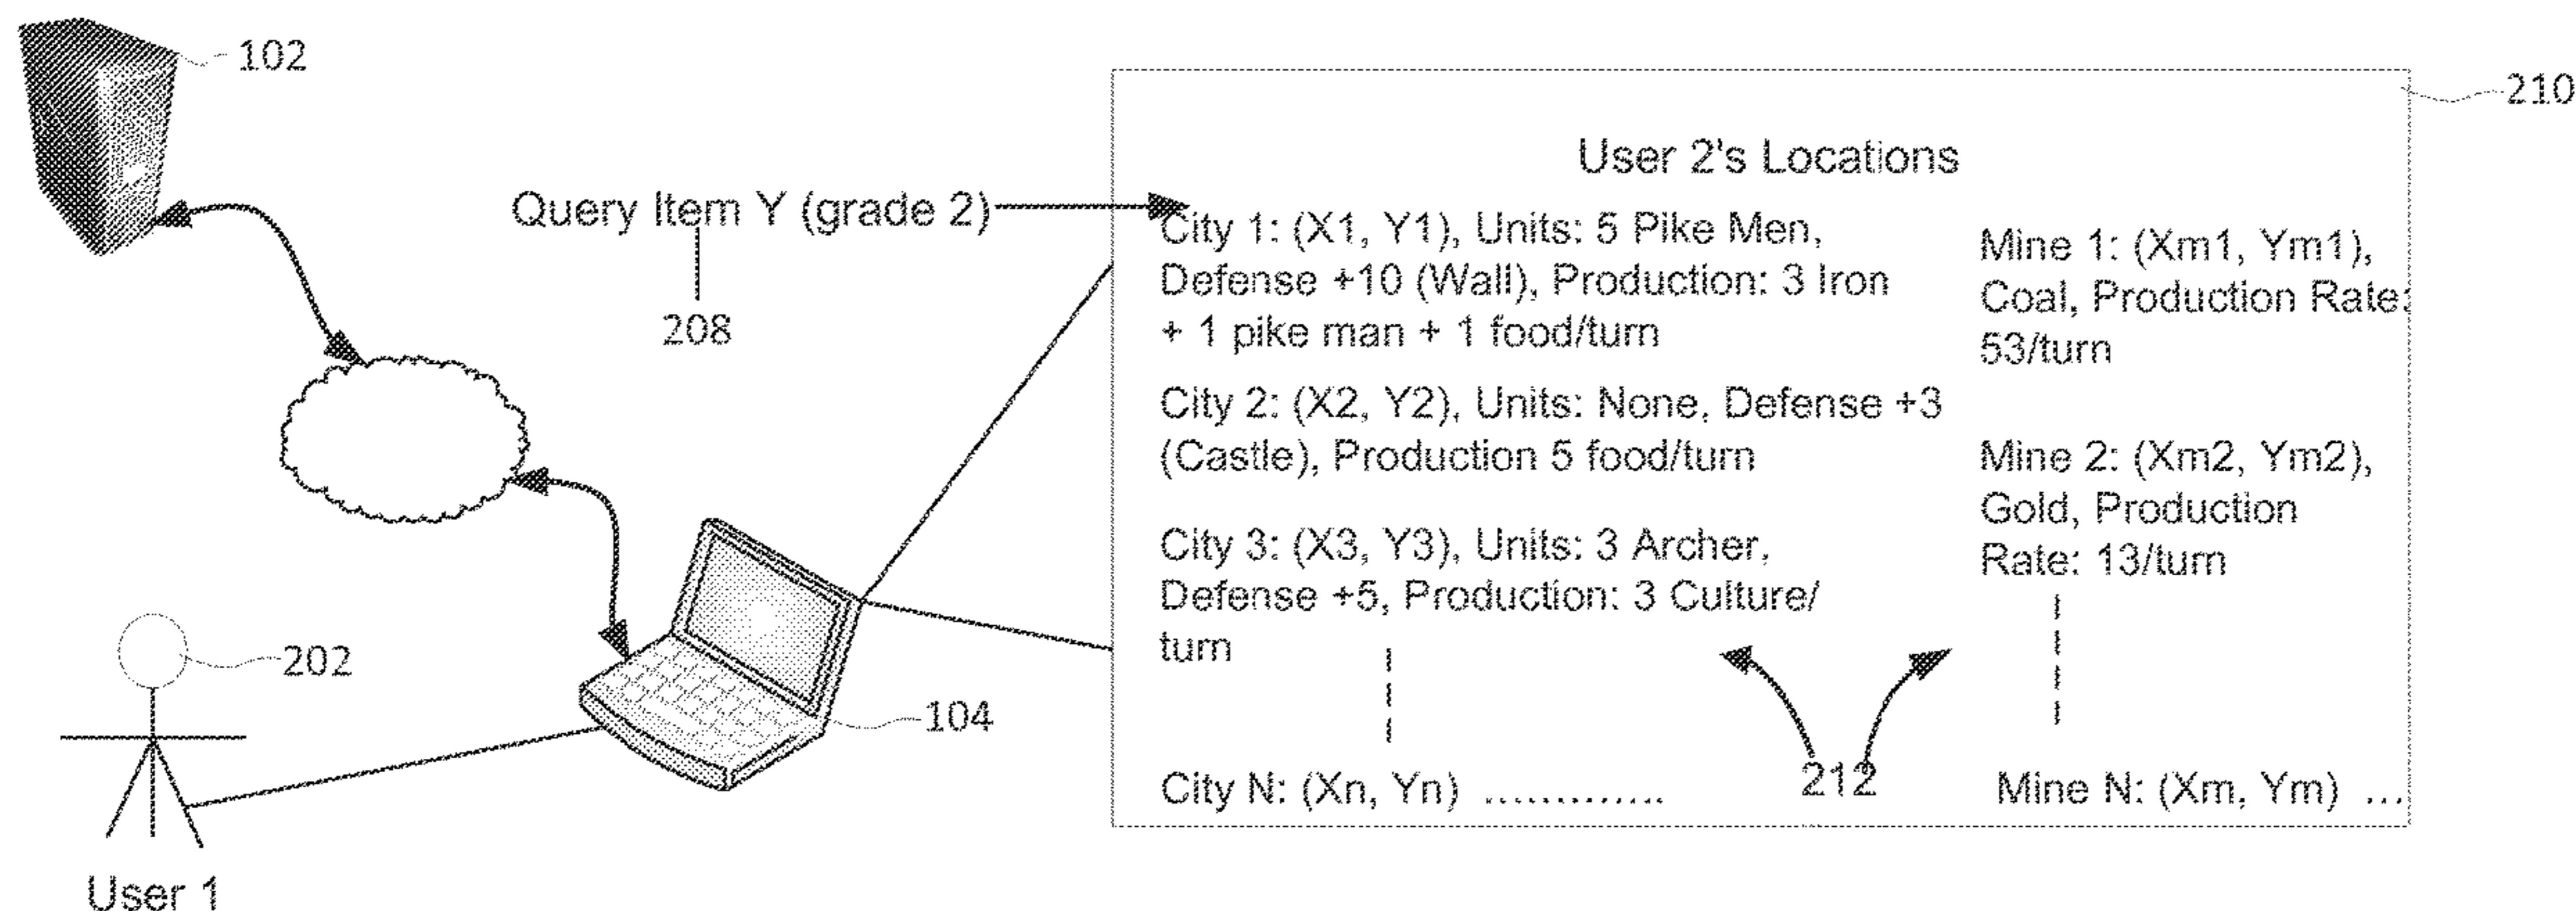 102
210
User 2's Locations
Query Item Y (grade 2)
208
City 1: (X1, Y1), Units: 5 Pike Men,
Defense +10 (Wall), Production: 3 Iron
+ 1 pike man + 1 food/turn
City 2: (X2, Y2), Units: None, Defense +3
(Castle), Production 5 food/turn
City 3: (X3, Y3), Units: 3 Archer,
Defense +5, Production: 3 Culture/
turn
City N: (Xn, Yn) .............
Mine 1: (Xm1, Ym1),
Coal, Production Rate:
53/turn
Mine 2: (Xm2, Ym2),
Gold, Production
Rate: 13/turn
Mine N: (Xm, Ym) ...
212
202
104
User 1